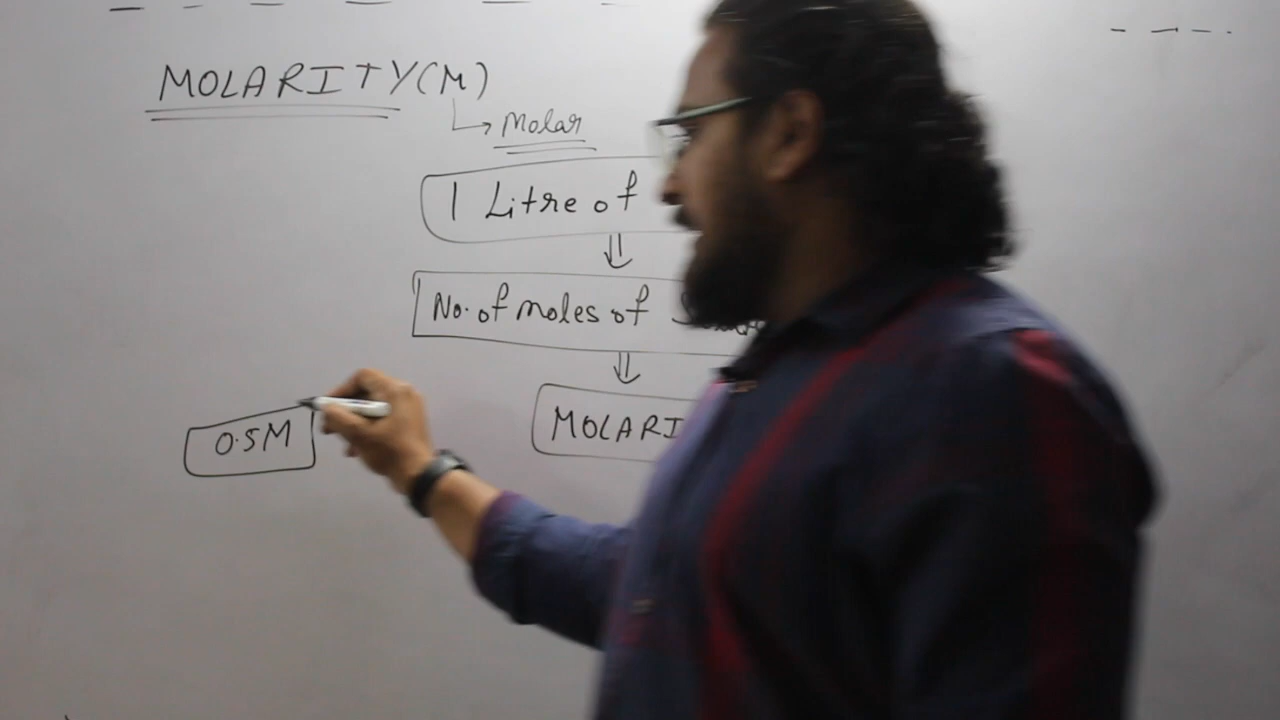 MOLARITY(M)
Molar
1 Litre of
No. of moles of
MOLARI
0.5M